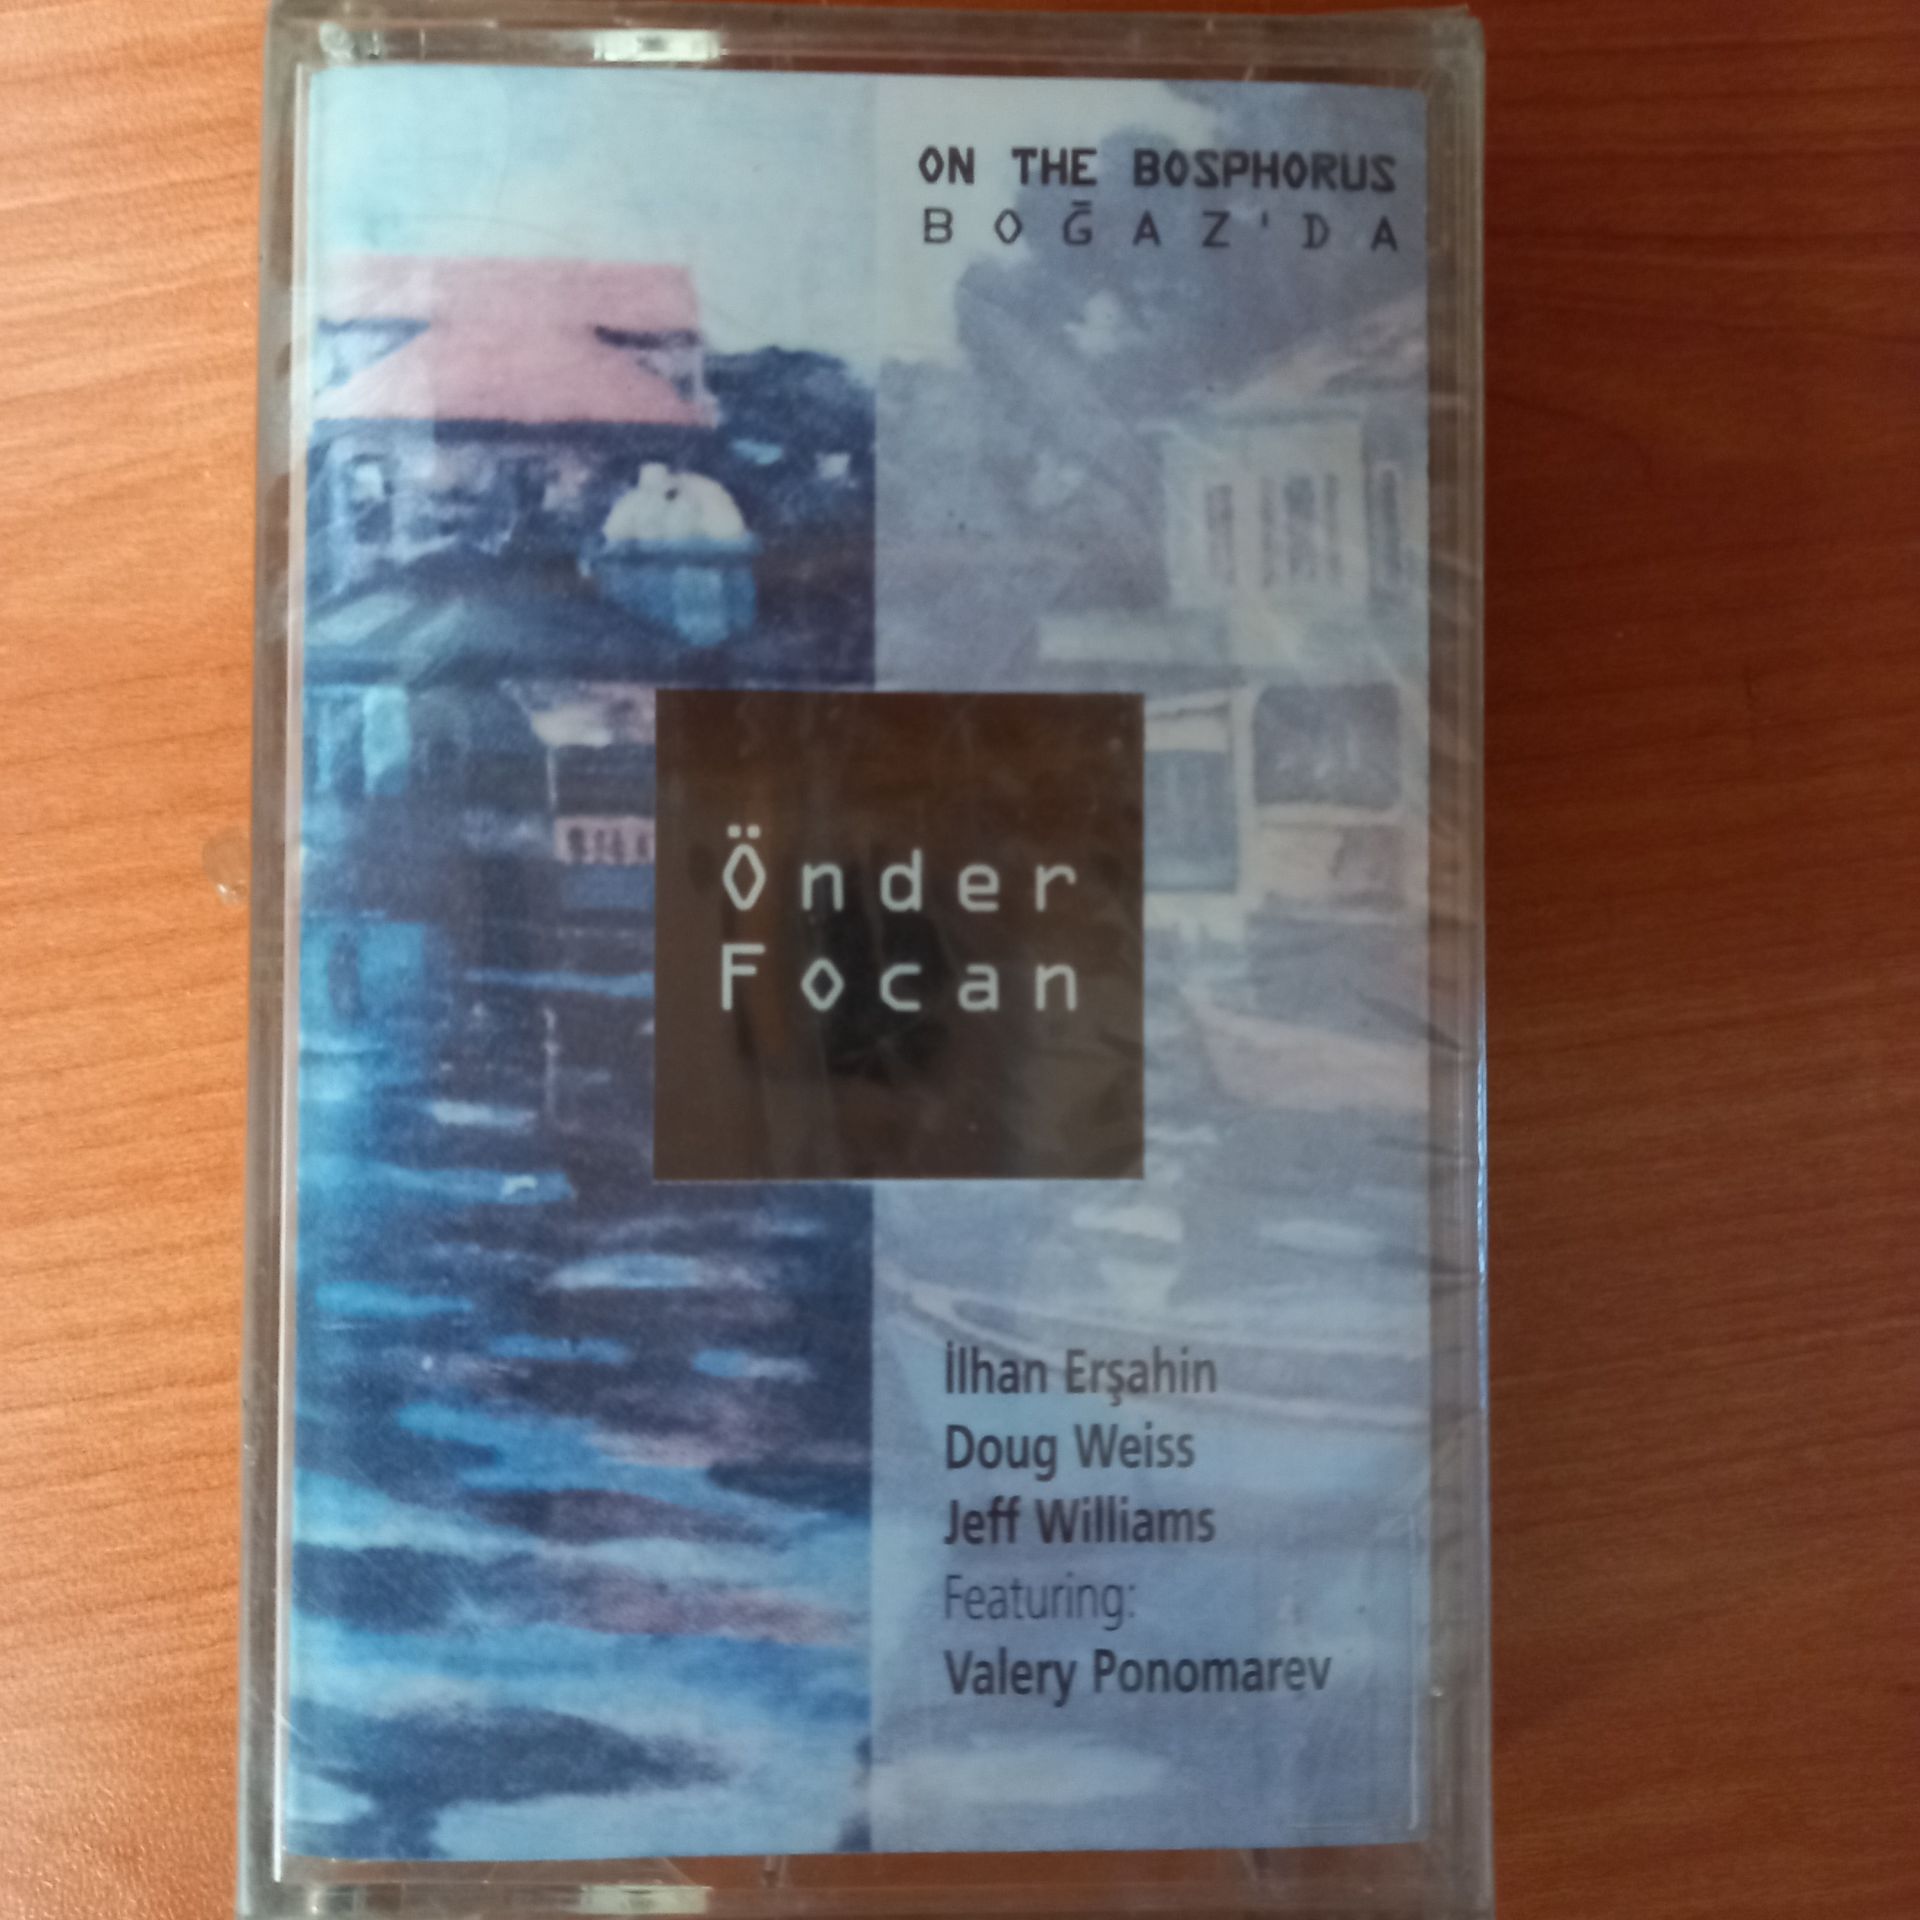 ON THE BOSPHORUS
BOĞAZ'DA
Önder
Focan
İlhan Erşahin
Doug Weiss
Jeff Williams
Featuring:
Valery Ponomarev